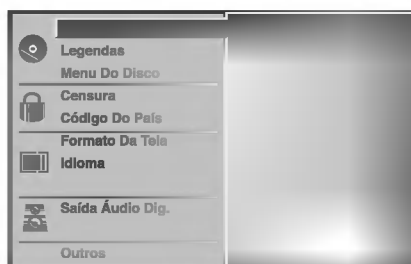 Legendas
Menu Do Disco
Censura
Código Do País
Formato Da Tela
Idioma
Saída Áudio Dig.
Outros